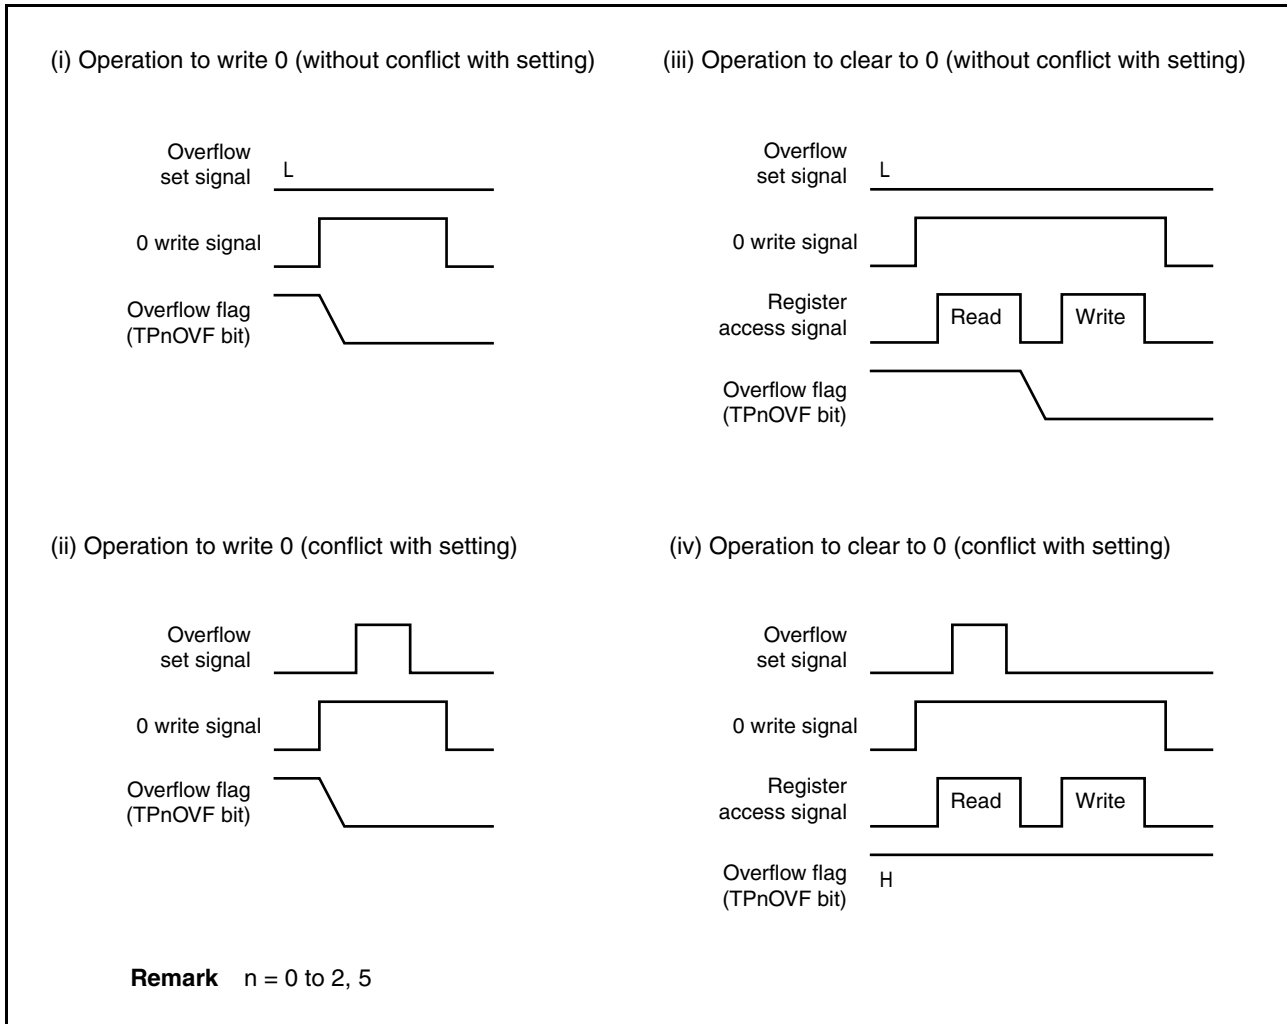 (i) Operation to write 0 (without conflict with setting)
Overflow
set signal
L
0 write signal
Overflow flag
(TPnOVF bit)
(iii) Operation to clear to 0 (without conflict with setting)
Overflow
set signal
L
0 write signal
Register
access signal
Read
Write
Overflow flag
(TPnOVF bit)
(ii) Operation to write 0 (conflict with setting)
Overflow
set signal
0 write signal
Overflow flag
(TPnOVF bit)
(iv) Operation to clear to 0 (conflict with setting)
Overflow
set signal
0 write signal
Register
access signal
Read
Write
Overflow flag
(TPnOVF bit)
H
Remark n = 0 to 2, 5